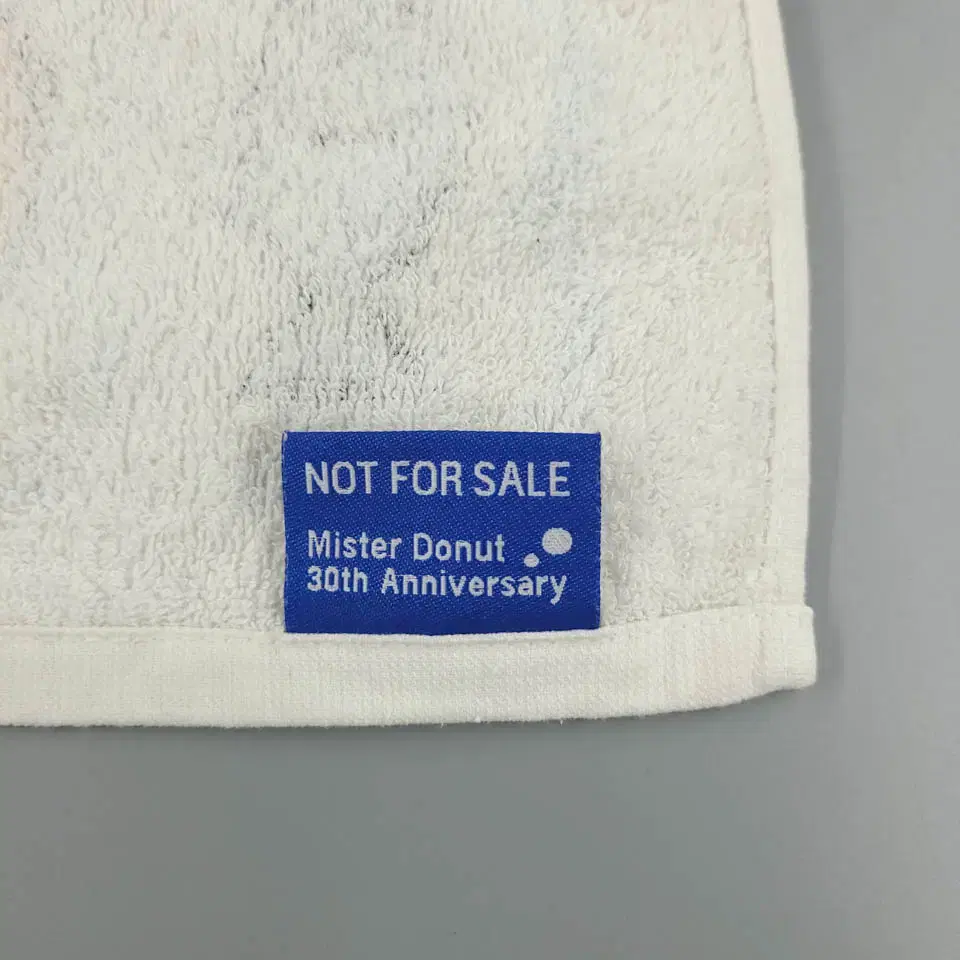 NOT FOR SALE
Mister Donut
30th Anniversary